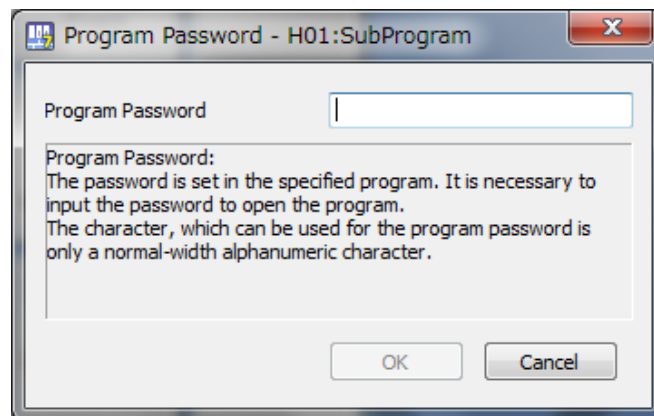 Program Password - H01:SubProgram
Program Password
Program Password:
The password is set in the specified program. It is necessary to
input the password to open the program.
The character, which can be used for the program password is
only a normal-width alphanumeric character.
OK
Cancel